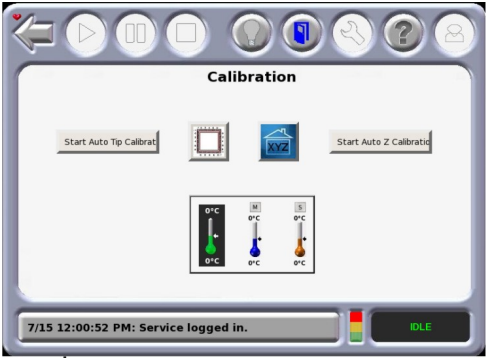 Calibration
Start Auto Tip Calibrat
XYZ
Start Auto Z Calibratic
0°C
M
0°C
S
0°C
0°C
0°C
0°C
7/15 12:00:52 PM: Service logged in.
IDLE